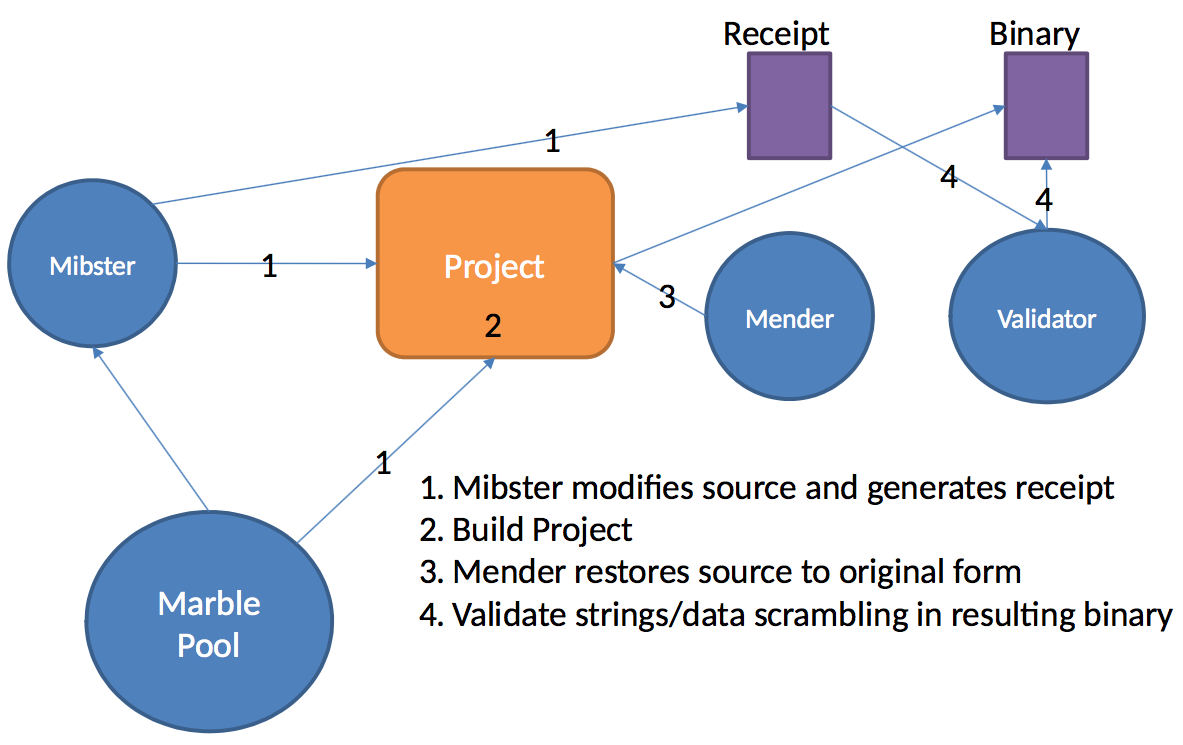 Receipt
Binary
1
4
4
Mibster
1
Project
3
2
Mender
Validator
1
Marble
Pool
1. Mibster modifies source and generates receipt
2. Build Project
3. Mender restores source to original form
4. Validate strings/data scrambling in resulting binary